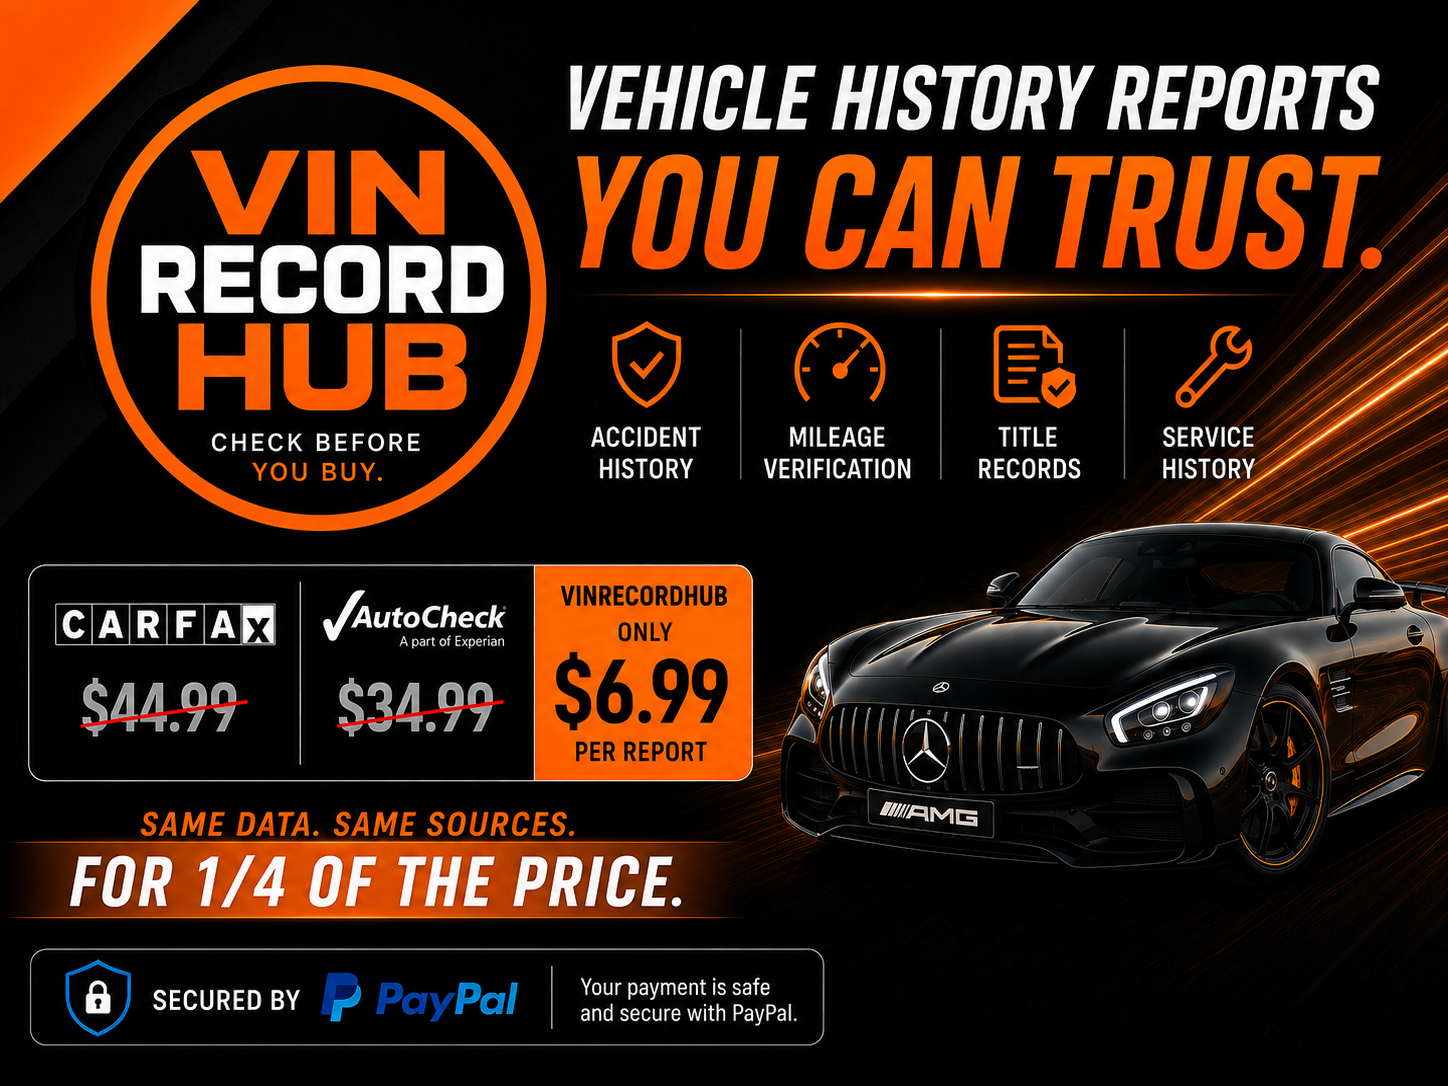 VIN
RECORD
HUB
CHECK BEFORE
YOU BUY.
VEHICLE HISTORY REPORTS
YOU CAN TRUST.
ACCIDENT
HISTORY
MILEAGE
VERIFICATION
TITLE
RECORDS
SERVICE
HISTORY
CARFAX
$44.99
AutoCheck
A part of Experian
$34.99
VINRECORDHUB
ONLY
$6.99
PER REPORT
AMG
SAME DATA. SAME SOURCES.
FOR 1/4 OF THE PRICE.
SECURED BY PayPal
Your payment is safe
and secure with PayPal.